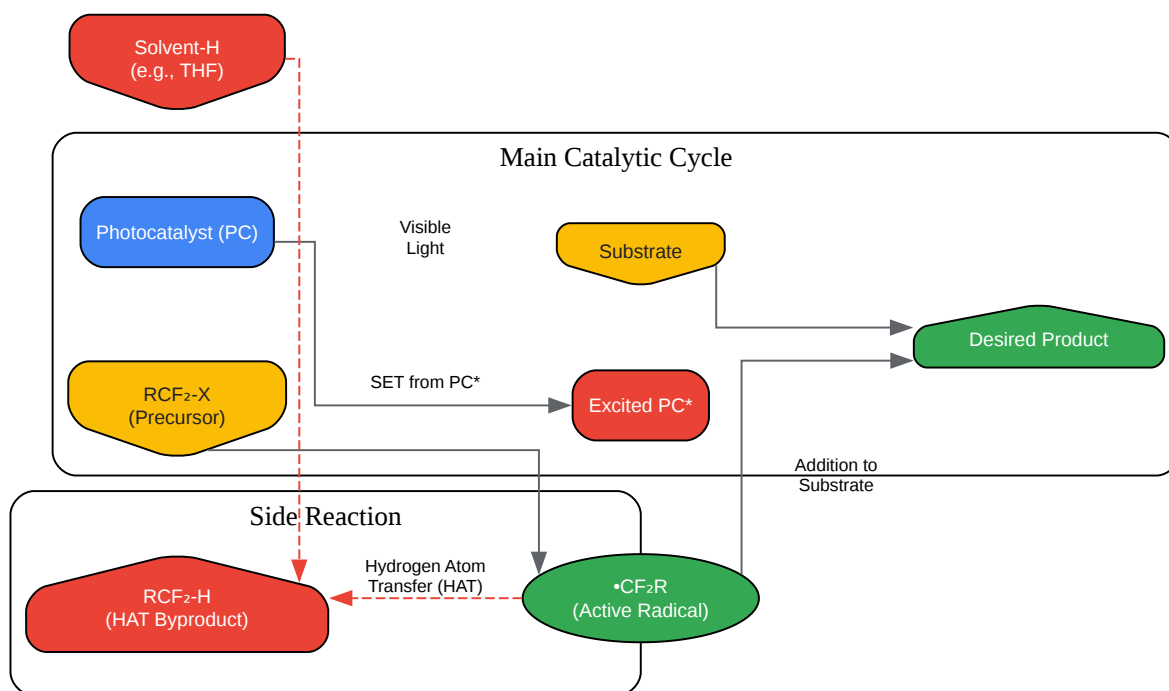 Solvent-H
(e.g., THF)
Main Catalytic Cycle
Photocatalyst (PC)
Visible
Light
Substrate
Desired Product
RCF₂-X
(Precursor)
SET from PC*
Excited PC*
Addition to
Substrate
Side Reaction
Hydrogen Atom
Transfer (HAT)
RCF₂-H
(HAT Byproduct)
•CF₂R
(Active Radical)